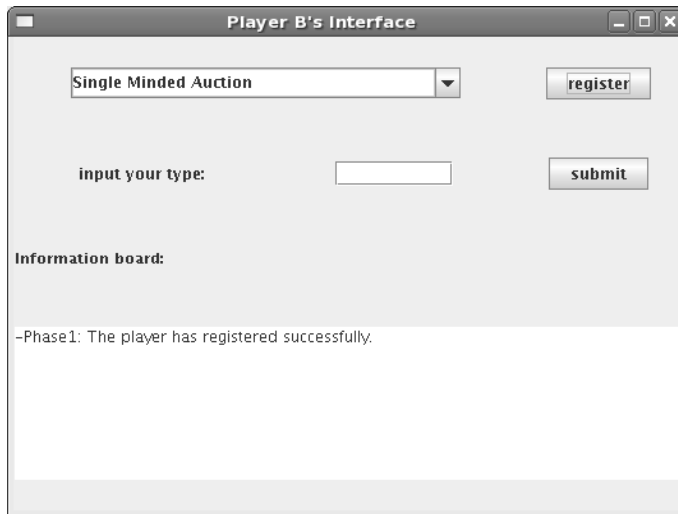 Player B's Interface
Single Minded Auction
register
input your type:
submit
Information board:
-Phase1: The player has registered successfully.